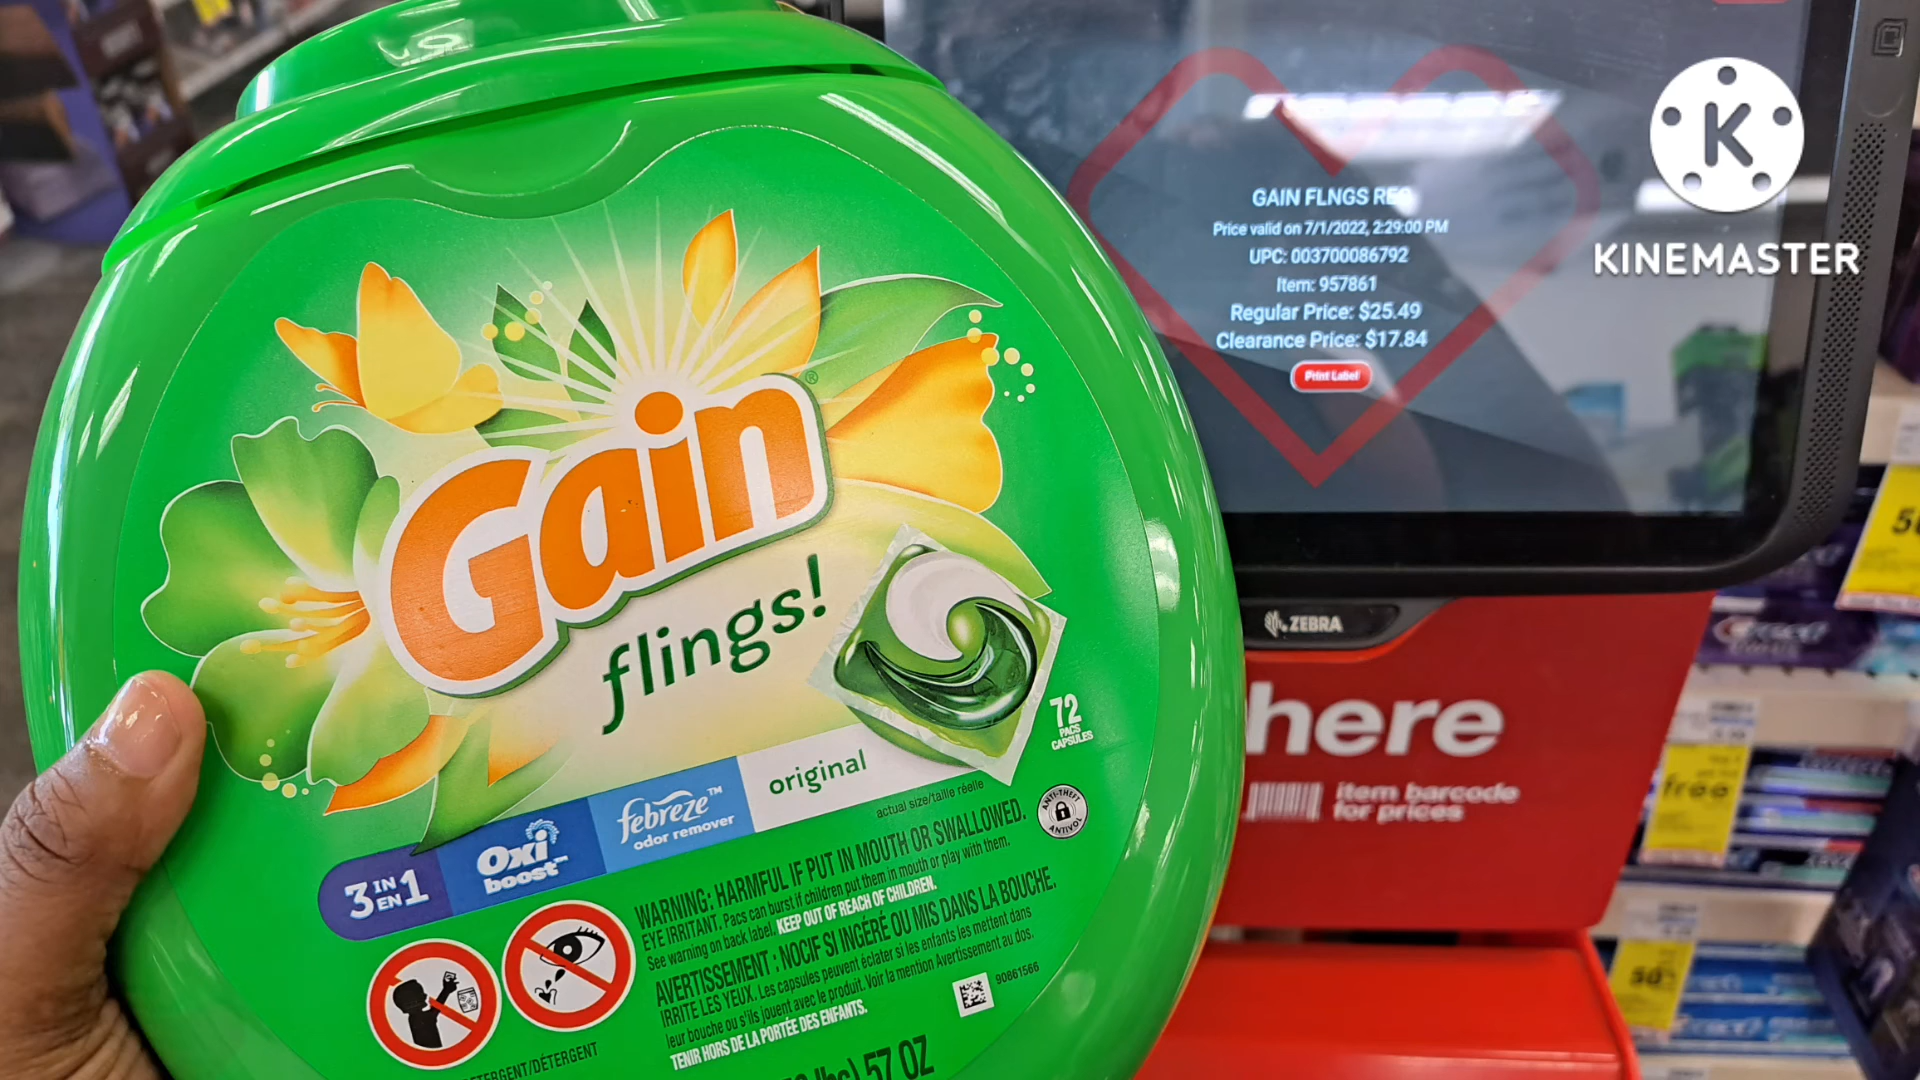 Gain®
flings!
72
PACS
CAPSULES
3 IN EN 1
Oxi
boost™
febreze™
odor remover
original
actual size/taille réelle
ANTI-THEFT
ANTIVOL
WARNING: HARMFUL IF PUT IN MOUTH OR SWALLOWED.
EYE IRRITANT. Pacs can burst if children put them in mouth or play with them.
See warning on back label. KEEP OUT OF REACH OF CHILDREN.
AVERTISSEMENT : NOCIF SI INGÉRÉ OU MIS DANS LA BOUCHE.
IRRITE LES YEUX. Les capsules peuvent éclater si les enfants les mettent dans
leur bouche ou s'ils jouent avec le produit. Voir la mention Avertissement au dos.
TENIR HORS DE LA PORTÉE DES ENFANTS.
90861566
57 OZ
GAIN FLNGS REG
Price valid on 7/1/2022, 2:29:00 PM
UPC: 003700086792
Item: 957861
Regular Price: $25.49
Clearance Price: $17.84
Print Label
K
KINEMASTER
ZEBRA
here
item barcode
for prices
free
50